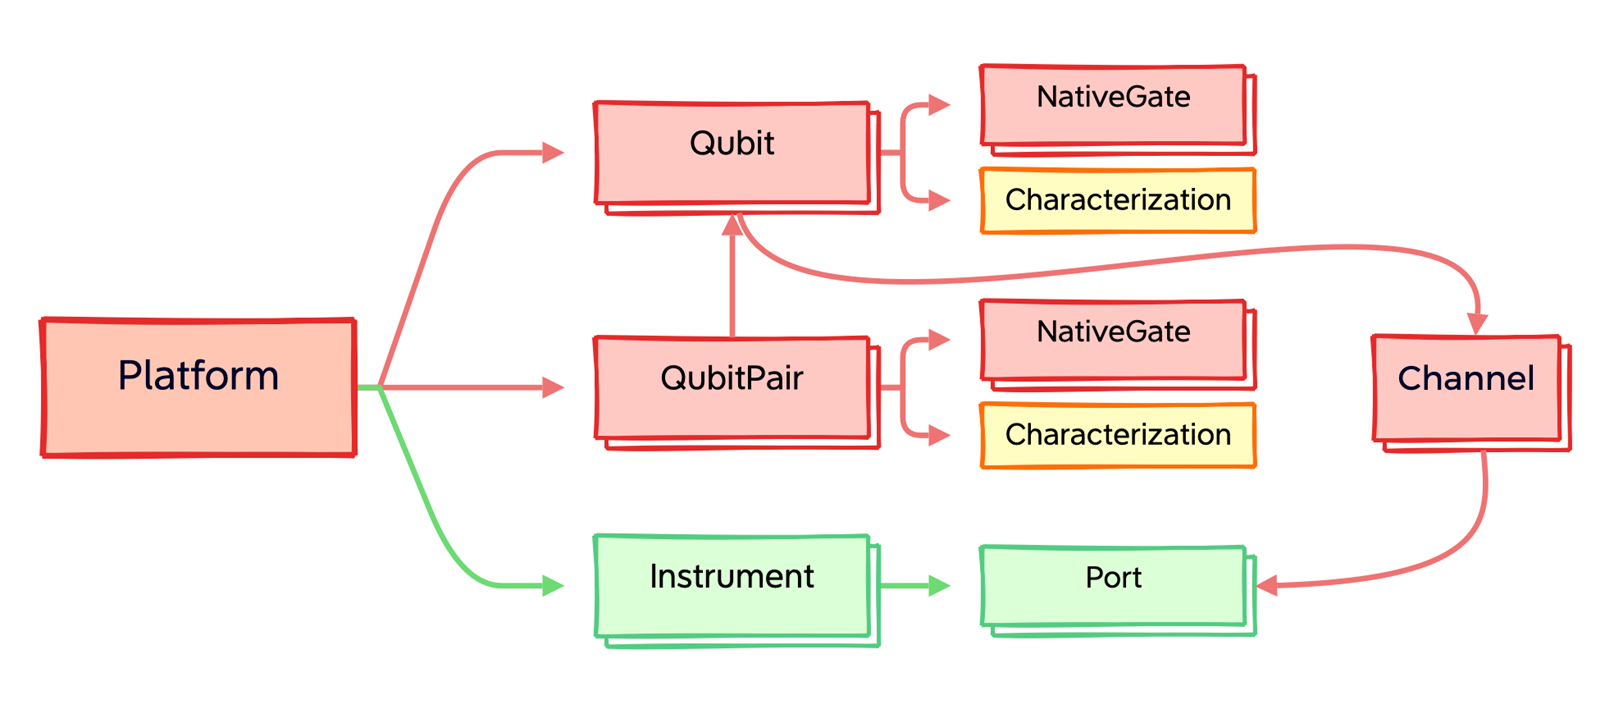 NativeGate
Qubit
Characterization
NativeGate
Platform
QubitPair
Channel
Characterization
Instrument
Port